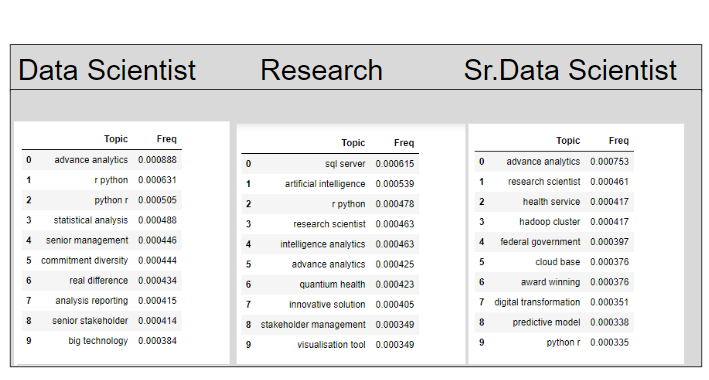 Data Scientist Research Sr.Data Scientist
Topic Freq
0 advance analytics 0.000888
1 r python 0.000631
2 python r 0.000505
3 statistical analysis 0.000488
4 senior management 0.000446
5 commitment diversity 0.000444
6 real difference 0.000434
7 analysis reporting 0.000415
8 senior stakeholder 0.000414
9 big technology 0.000384
Topic Freq
0 sql server 0.000615
1 artificial intelligence 0.000539
2 r python 0.000478
3 research scientist 0.000463
4 intelligence analytics 0.000463
5 advance analytics 0.000425
6 quantium health 0.000423
7 innovative solution 0.000405
8 stakeholder management 0.000349
9 visualisation tool 0.000349
Topic Freq
0 advance analytics 0.000753
1 research scientist 0.000461
2 health service 0.000417
3 hadoop cluster 0.000417
4 federal government 0.000397
5 cloud base 0.000376
6 award winning 0.000376
7 digital transformation 0.000351
8 predictive model 0.000338
9 python r 0.000335